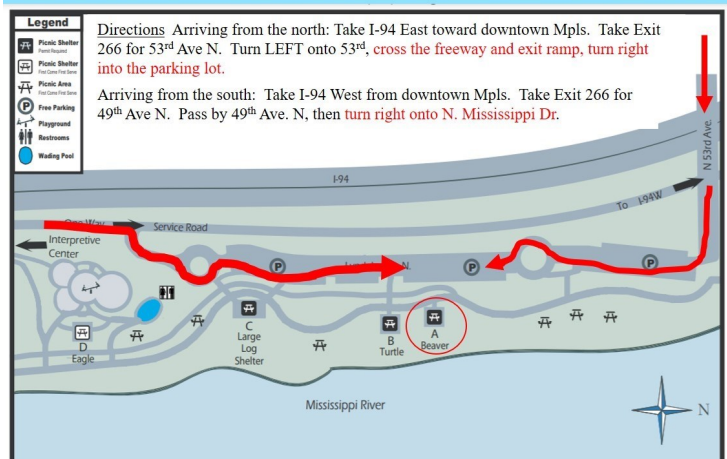 Legend
Picnic Shelter
Permit Required
Picnic Shelter
First Come First Serve
Picnic Area
First Come First Serve
P Free Parking
Playground
Restrooms
Wading Pool
Directions Arriving from the north: Take I-94 East toward downtown Mpls. Take Exit
266 for 53rd Ave N. Turn LEFT onto 53rd, cross the freeway and exit ramp, turn right
into the parking lot.
Arriving from the south: Take I-94 West from downtown Mpls. Take Exit 266 for
49th Ave N. Pass by 49th Ave. N, then turn right onto N. Mississippi Dr.
N 53rd Ave.
I-94
To I-94W
One Way
Service Road
Interpretive
Center
P
N.
P
P
D
Eagle
C
Large
Log
Shelter
B
Turtle
A
Beaver
Mississippi River
N